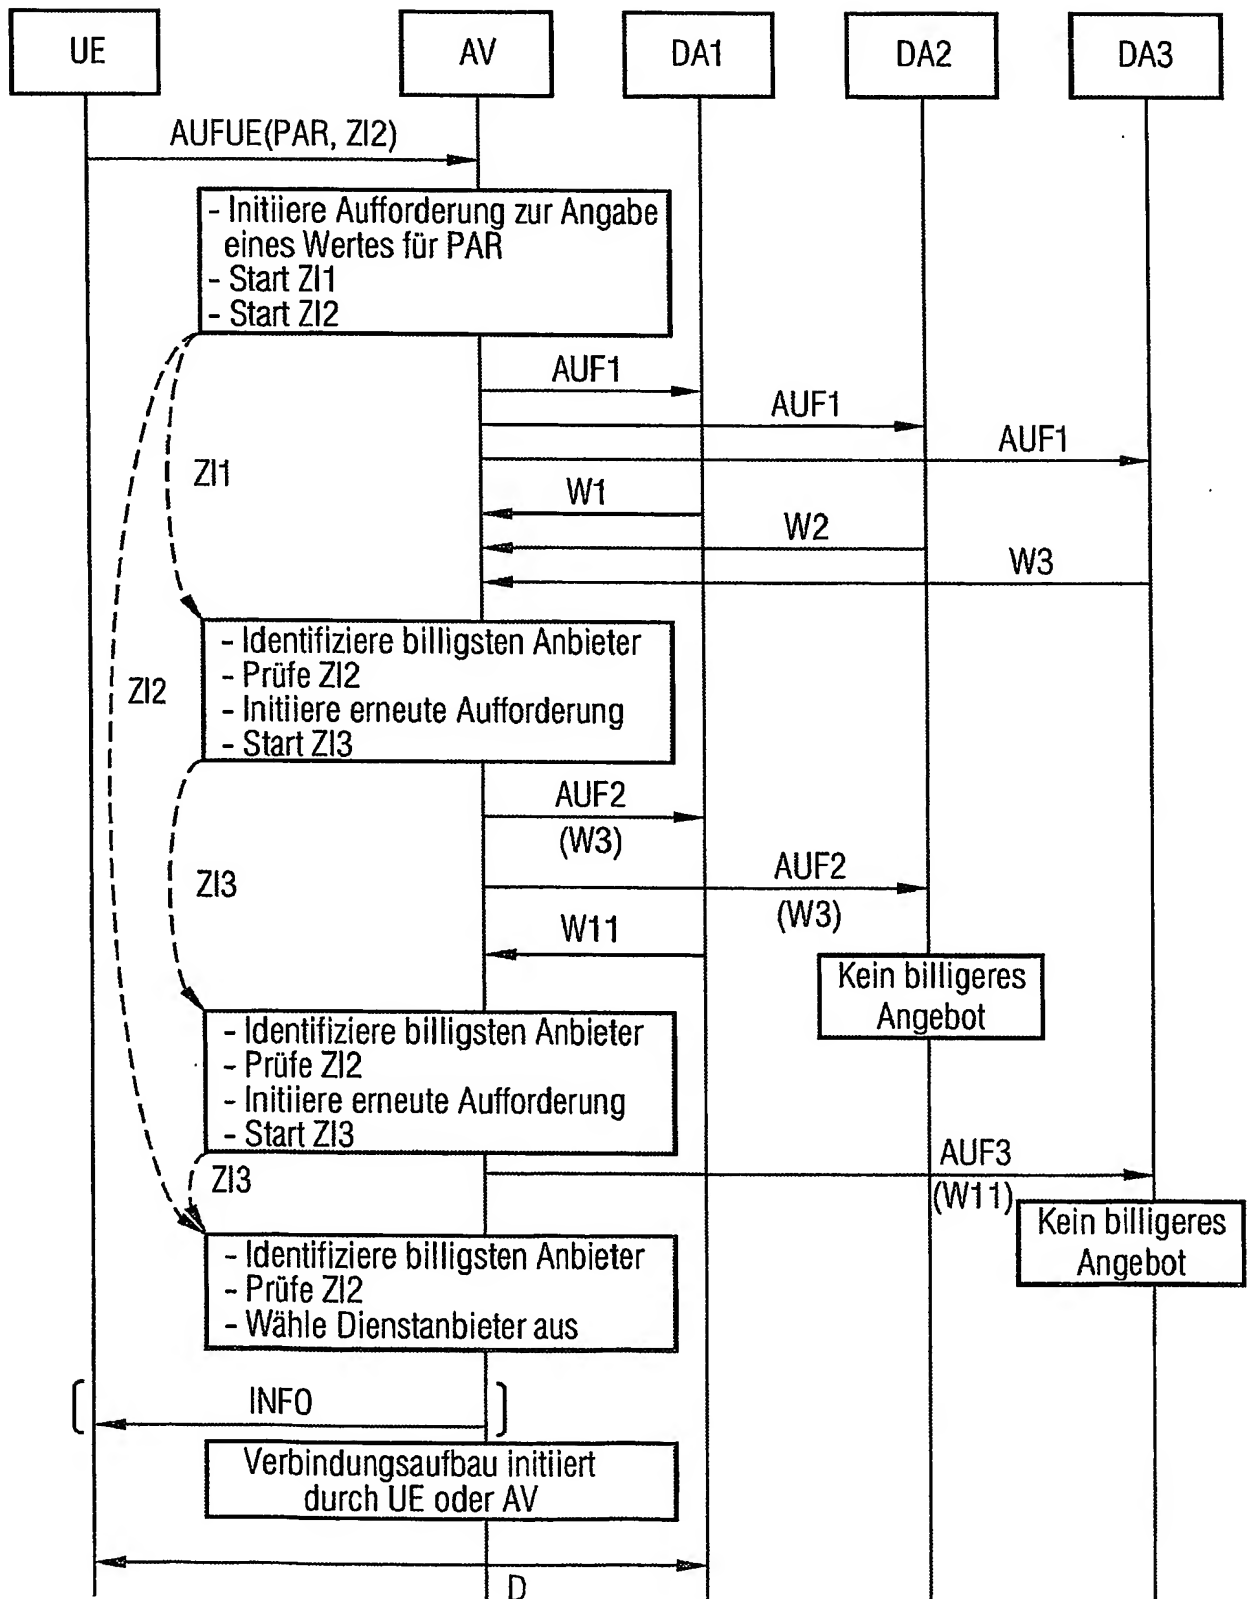 UE
AV
DA1
DA2
DA3
AUFUE(PAR, ZI2)
- Initiiere Aufforderung zur Angabe
eines Wertes für PAR
- Start ZI1
- Start ZI2
AUF1
AUF1
AUF1
ZI1
W1
W2
W3
- Identifiziere billigsten Anbieter
- Prüfe ZI2
- Initiiere erneute Aufforderung
- Start ZI3
ZI2
AUF2
(W3)
AUF2
(W3)
ZI3
W11
Kein billigeres
Angebot
- Identifiziere billigsten Anbieter
- Prüfe ZI2
- Initiiere erneute Aufforderung
- Start ZI3
AUF3
(W11)
ZI3
Kein billigeres
Angebot
- Identifiziere billigsten Anbieter
- Prüfe ZI2
- Wähle Dienstanbieter aus
INFO
Verbindungsaufbau initiiert
durch UE oder AV
D